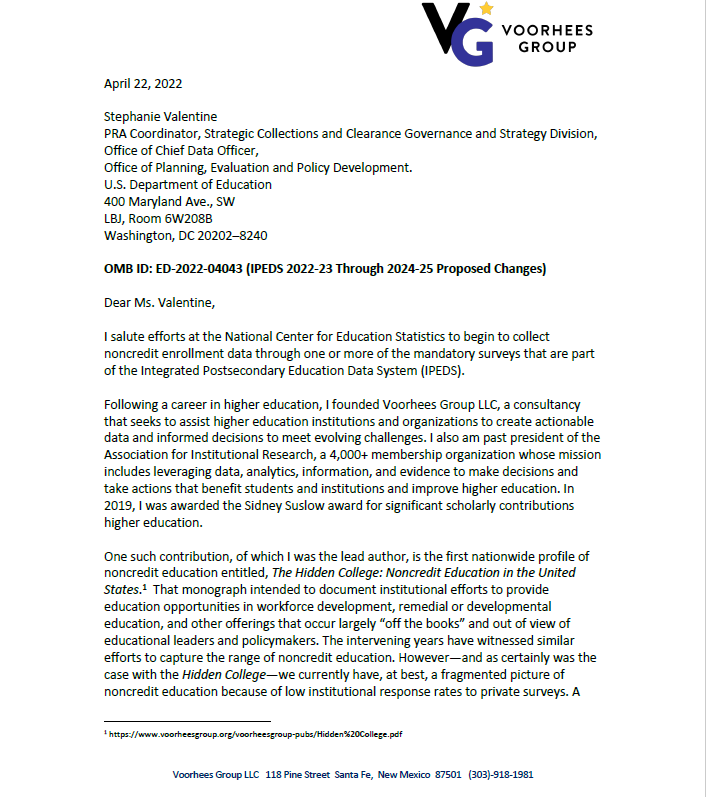 VG VOORHEES
GROUP
April 22, 2022
Stephanie Valentine
PRA Coordinator, Strategic Collections and Clearance Governance and Strategy Division,
Office of Chief Data Officer,
Office of Planning, Evaluation and Policy Development.
U.S. Department of Education
400 Maryland Ave., SW
LBJ, Room 6W208B
Washington, DC 20202–8240
OMB ID: ED-2022-04043 (IPEDS 2022-23 Through 2024-25 Proposed Changes)
Dear Ms. Valentine,
I salute efforts at the National Center for Education Statistics to begin to collect
noncredit enrollment data through one or more of the mandatory surveys that are part
of the Integrated Postsecondary Education Data System (IPEDS).
Following a career in higher education, I founded Voorhees Group LLC, a consultancy
that seeks to assist higher education institutions and organizations to create actionable
data and informed decisions to meet evolving challenges. I also am past president of the
Association for Institutional Research, a 4,000+ membership organization whose mission
includes leveraging data, analytics, information, and evidence to make decisions and
take actions that benefit students and institutions and improve higher education. In
2019, I was awarded the Sidney Suslow award for significant scholarly contributions
higher education.
One such contribution, of which I was the lead author, is the first nationwide profile of
noncredit education entitled, The Hidden College: Noncredit Education in the United
States.¹ That monograph intended to document institutional efforts to provide
education opportunities in workforce development, remedial or developmental
education, and other offerings that occur largely “off the books” and out of view of
educational leaders and policymakers. The intervening years have witnessed similar
efforts to capture the range of noncredit education. However—and as certainly was the
case with the Hidden College—we currently have, at best, a fragmented picture of
noncredit education because of low institutional response rates to private surveys. A
¹ https://www.voorheesgroup.org/voorheesgroup-pubs/Hidden%20College.pdf
Voorhees Group LLC 118 Pine Street Santa Fe, New Mexico 87501 (303)-918-1981